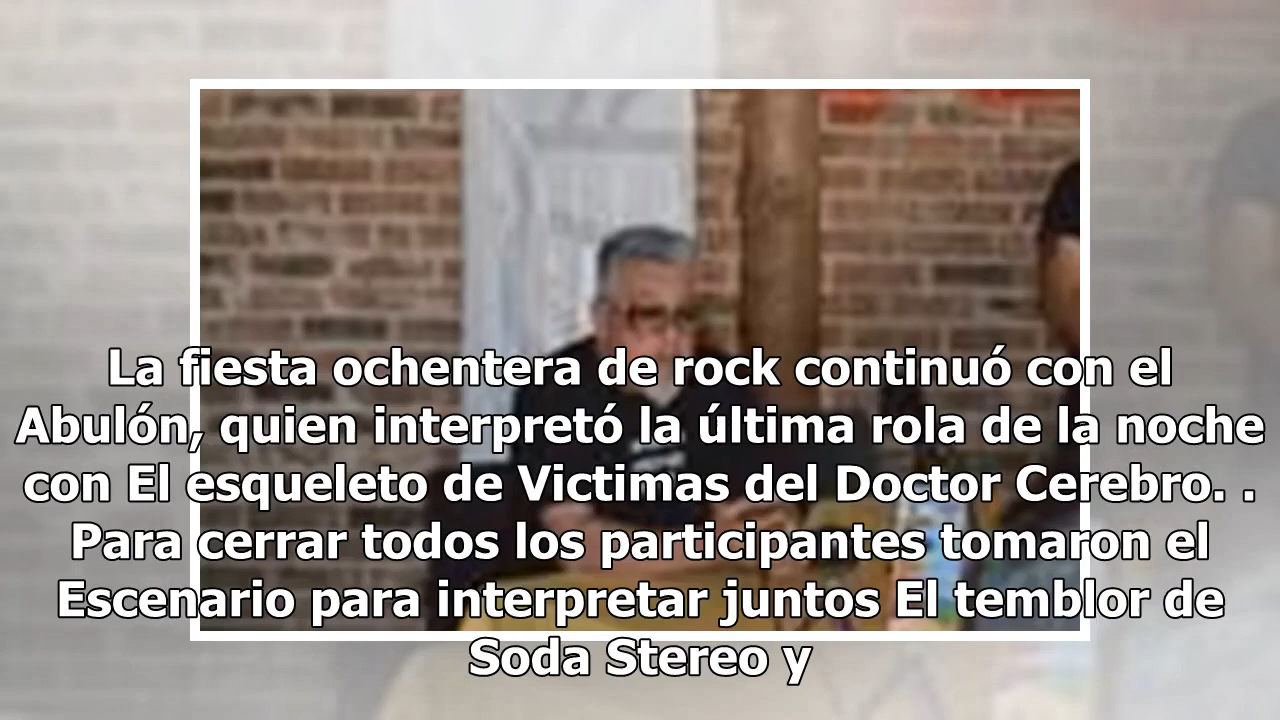 La fiesta ochentera de rock continuó con el
Abulón, quien interpretó la última rola de la noche
con El esqueleto de Victimas del Doctor Cerebro. .
Para cerrar todos los participantes tomaron el
Escenario para interpretar juntos El temblor de
Soda Stereo y